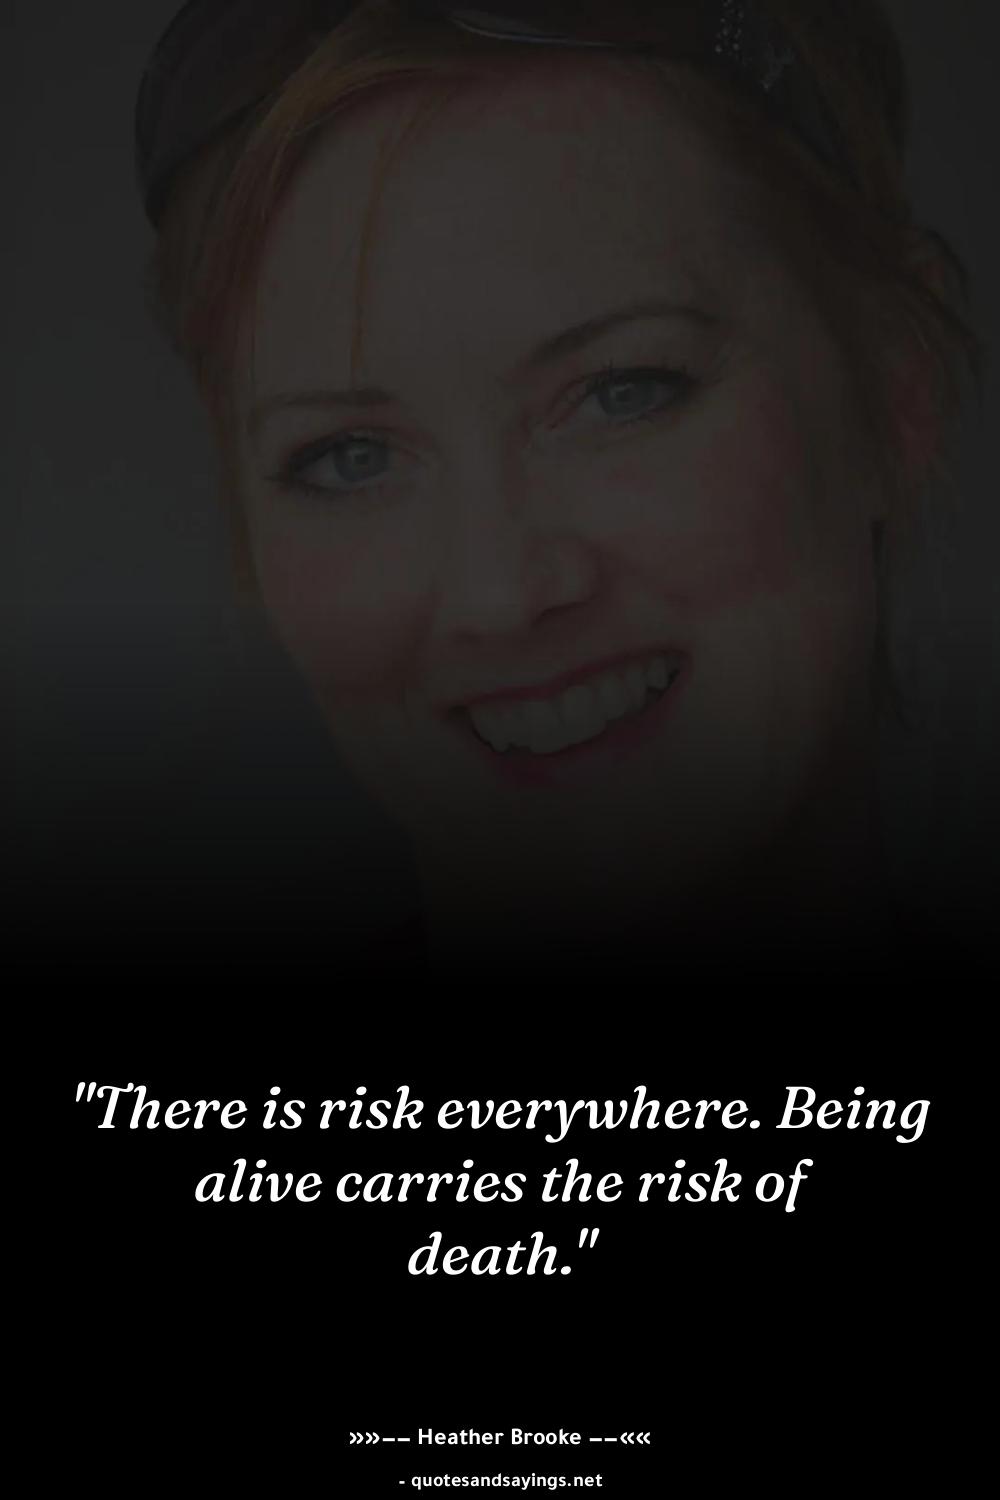 "There is risk everywhere. Being
alive carries the risk of
death."
»»−− Heather Brooke −−««
- quotesandsayings.net